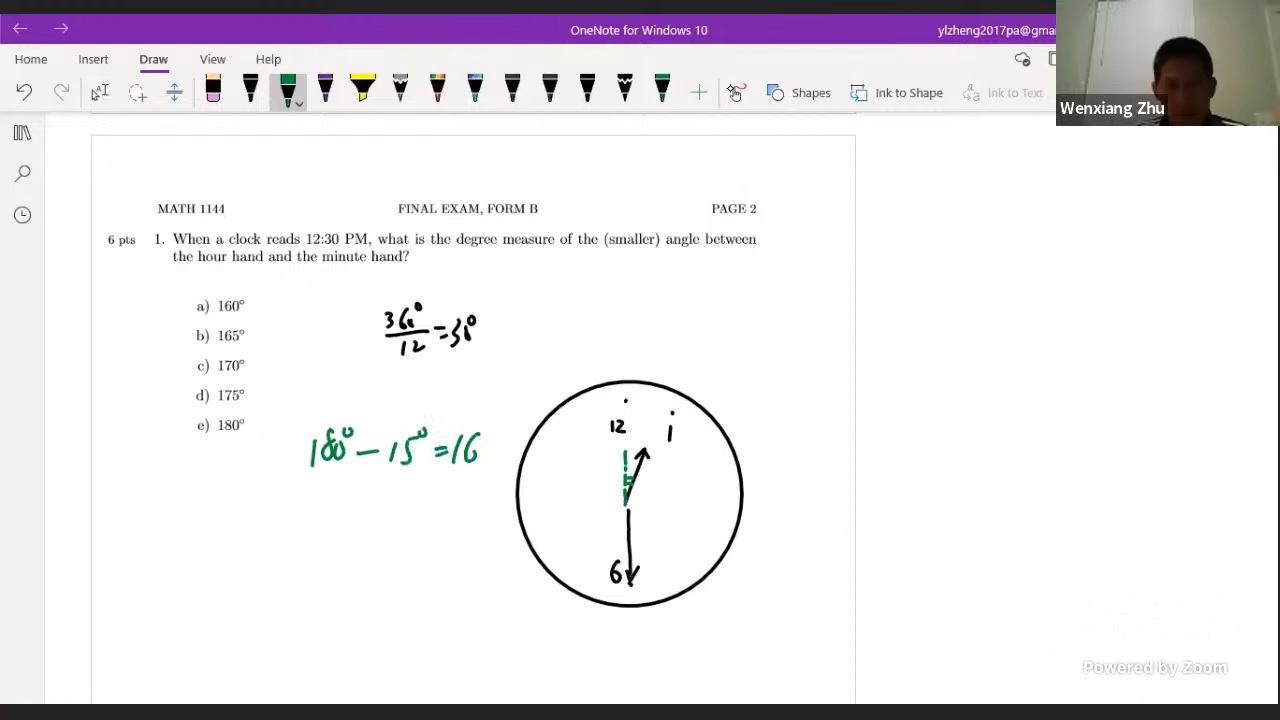 OneNote for Windows 10
ylzheng2017pa@gma
Home Insert Draw View Help
Shapes Ink to Shape Ink to Text
Wenxiang Zhu
MATH 1144 FINAL EXAM, FORM B PAGE 2
6 pts 1. When a clock reads 12:30 PM, what is the degree measure of the (smaller) angle between
the hour hand and the minute hand?
a) 160°
b) 165°
c) 170°
d) 175°
e) 180°
360°
12
=30°
180° – 15° = 16
12 1
6
Powered by Zoom